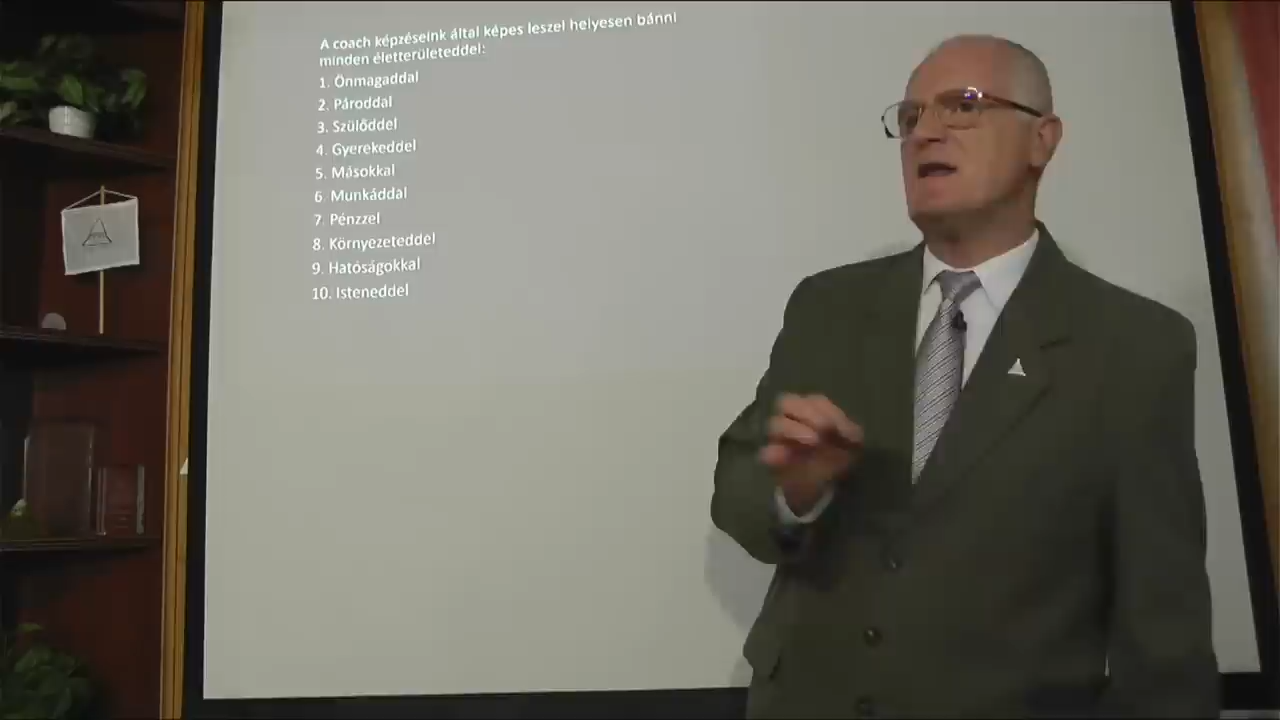 A coach képzéseink által képes leszel helyesen bánni
minden életterületeddel:
1. Önmagaddal
2. Pároddal
3. Szülőddel
4. Gyerekeddel
5. Másokkal
6. Munkáddal
7. Pénzzel
8. Környezeteddel
9. Hatóságokkal
10. Isteneddel